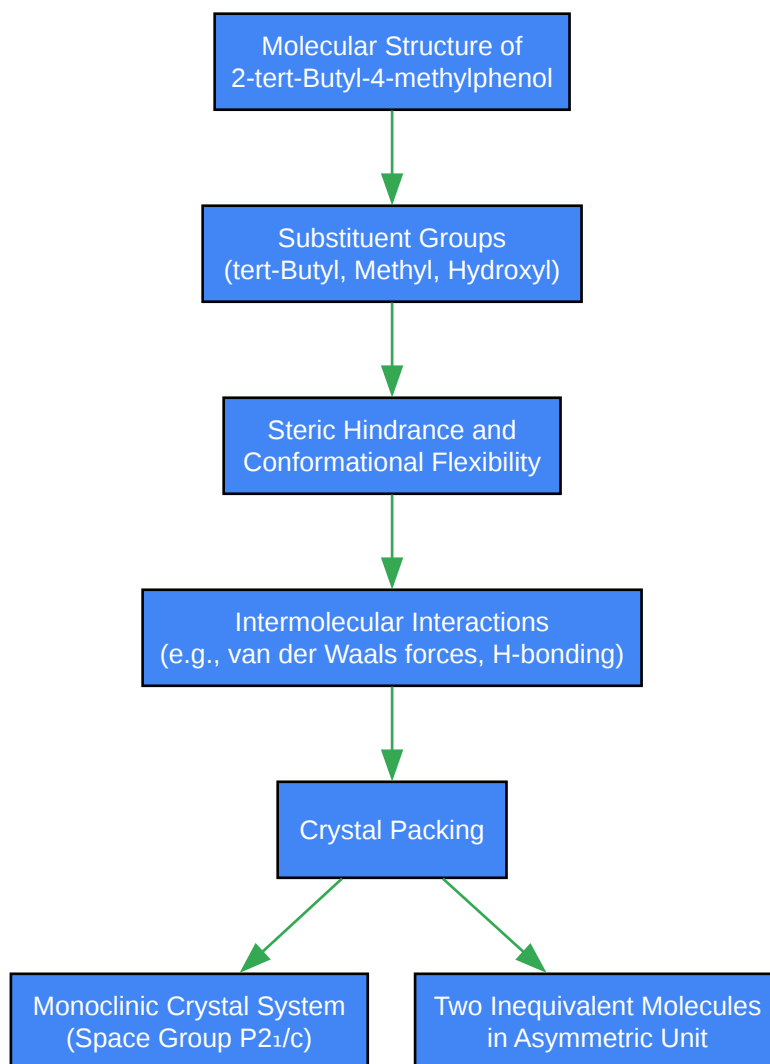 Molecular Structure of
2-tert-Butyl-4-methylphenol
Substituent Groups
(tert-Butyl, Methyl, Hydroxyl)
Steric Hindrance and
Conformational Flexibility
Intermolecular Interactions
(e.g., van der Waals forces, H-bonding)
Crystal Packing
Monoclinic Crystal System
(Space Group P2₁/c)
Two Inequivalent Molecules
in Asymmetric Unit